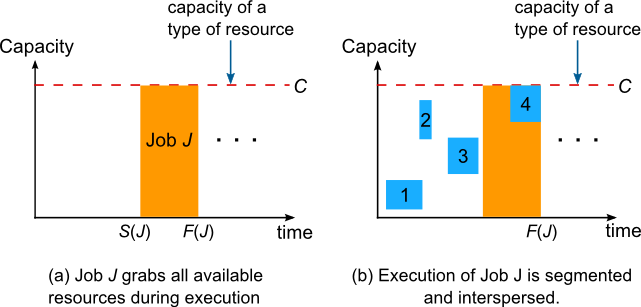 capacity of a
type of resource
Capacity
C
Job J
. . .
S(J) F(J) time
(a) Job J grabs all available
resources during execution
capacity of a
type of resource
Capacity
C
4
2
3
. . .
1
F(J) time
(b) Execution of Job J is segmented
and interspersed.